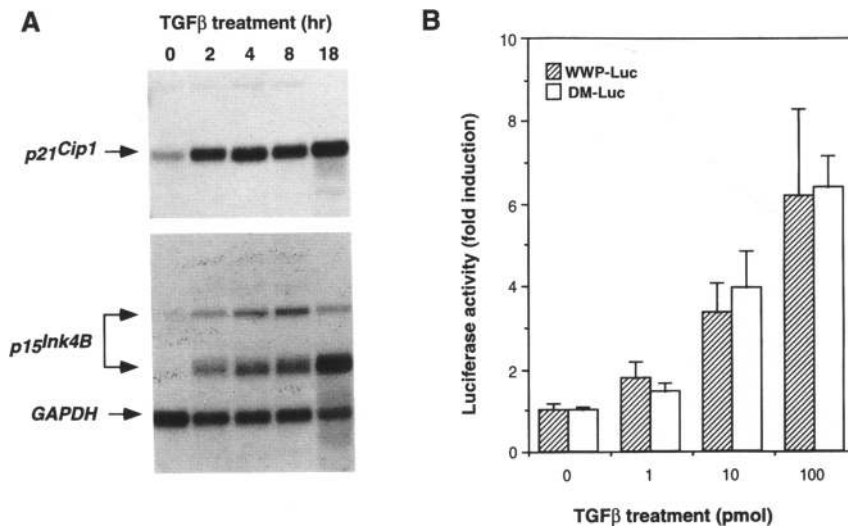 A
TGFβ treatment (hr)
0 2 4 8 18
p21Cip1
p15Ink4B
GAPDH
B
10
8
6
4
2
0
Luciferase activity (fold induction)
WWP-Luc
DM-Luc
0 1 10 100
TGFβ treatment (pmol)